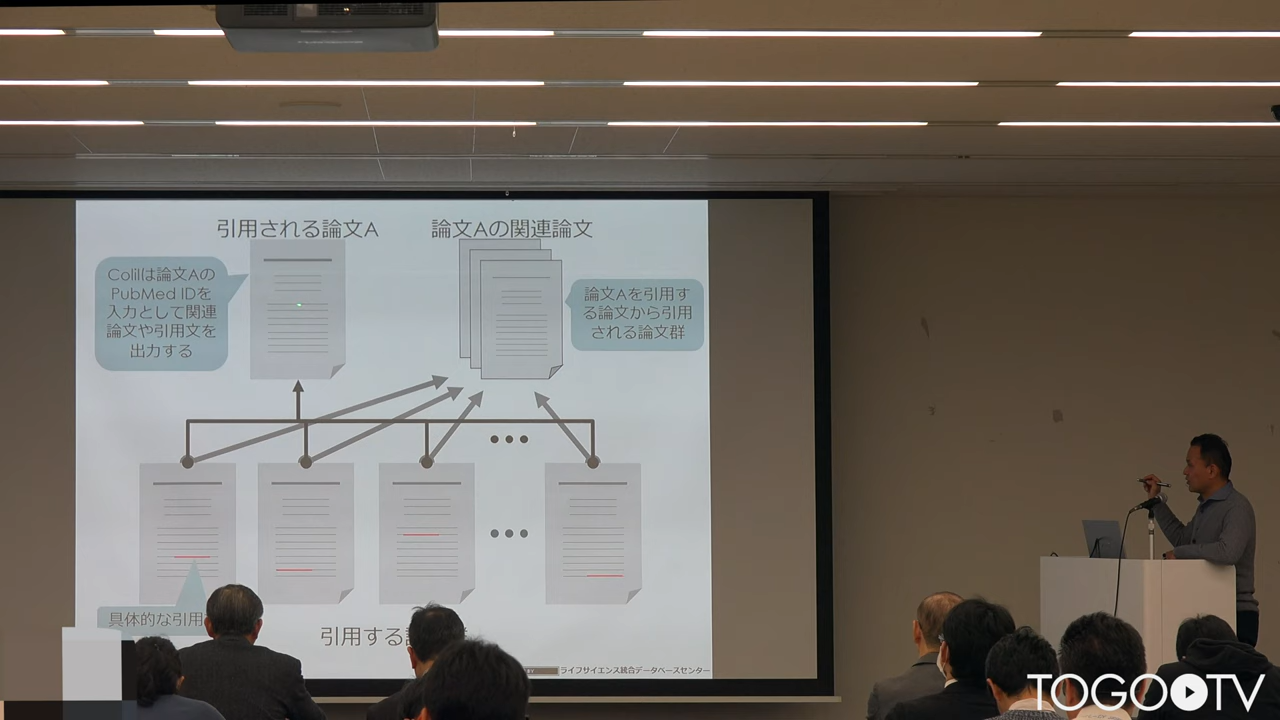 引用される論文A
論文Aの関連論文
Colilは論文Aの
PubMed IDを
入力として関連
論文や引用文を
出力する
論文Aを引用す
る論文から引用
される論文群
具体的な引用
引用する
ライフサイエンス統合データベースセンター
TOGOTV